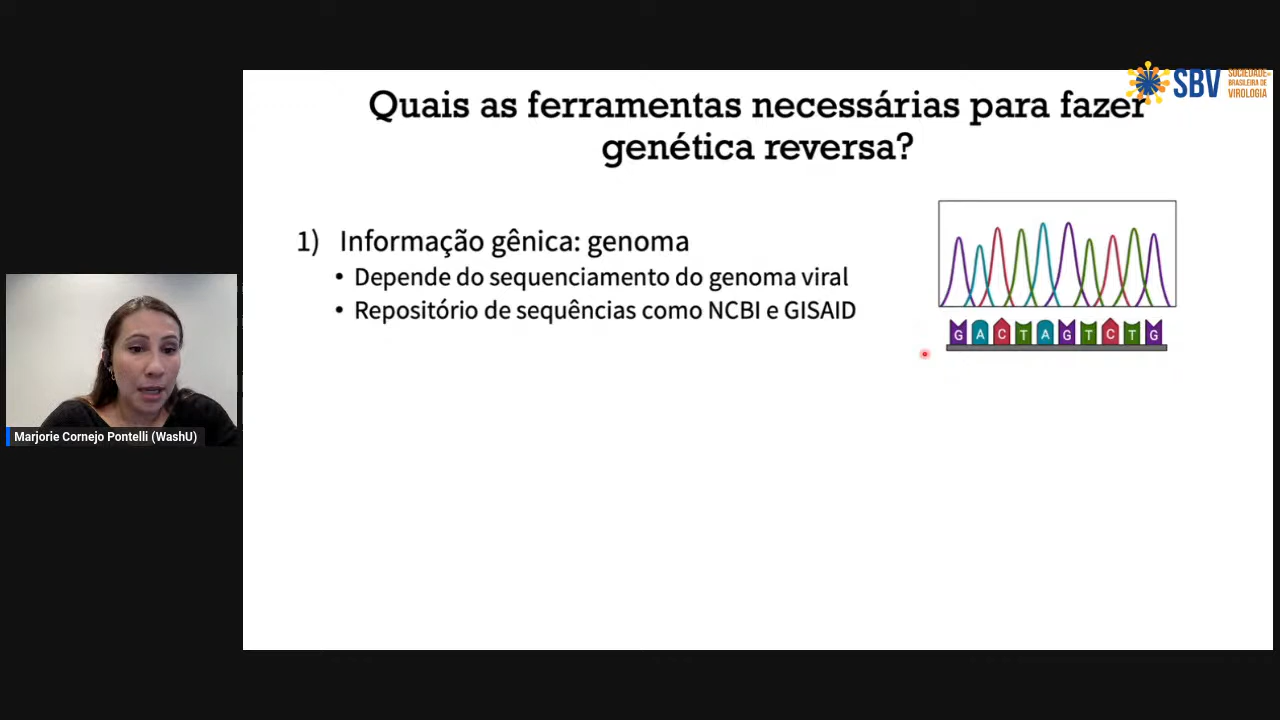 Quais as ferramentas necessárias para fazer
genética reversa?
SBV
SOCIEDADE
BRASILEIRA DE
VIROLOGIA
1) Informação gênica: genoma
• Depende do sequenciamento do genoma viral
• Repositório de sequências como NCBI e GISAID
G A C T A G T C T G
Marjorie Cornejo Pontelli (WashU)